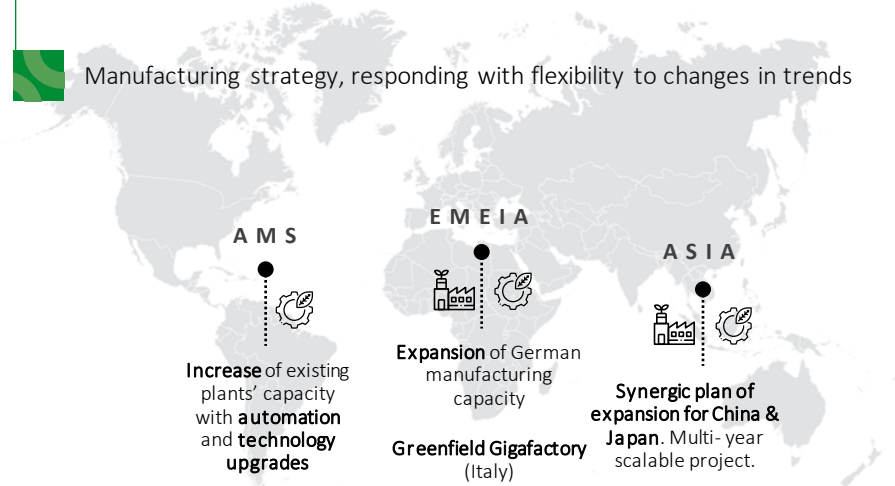 Manufacturing strategy, responding with flexibility to changes in trends
AMS
Increase of existing
plants' capacity
with automation
and technology
upgrades
EMEIA
Expansion of German
manufacturing
capacity
Greenfield Gigafactory
(Italy)
ASIA
Synergic plan of
expansion for China &
Japan. Multi- year
scalable project.